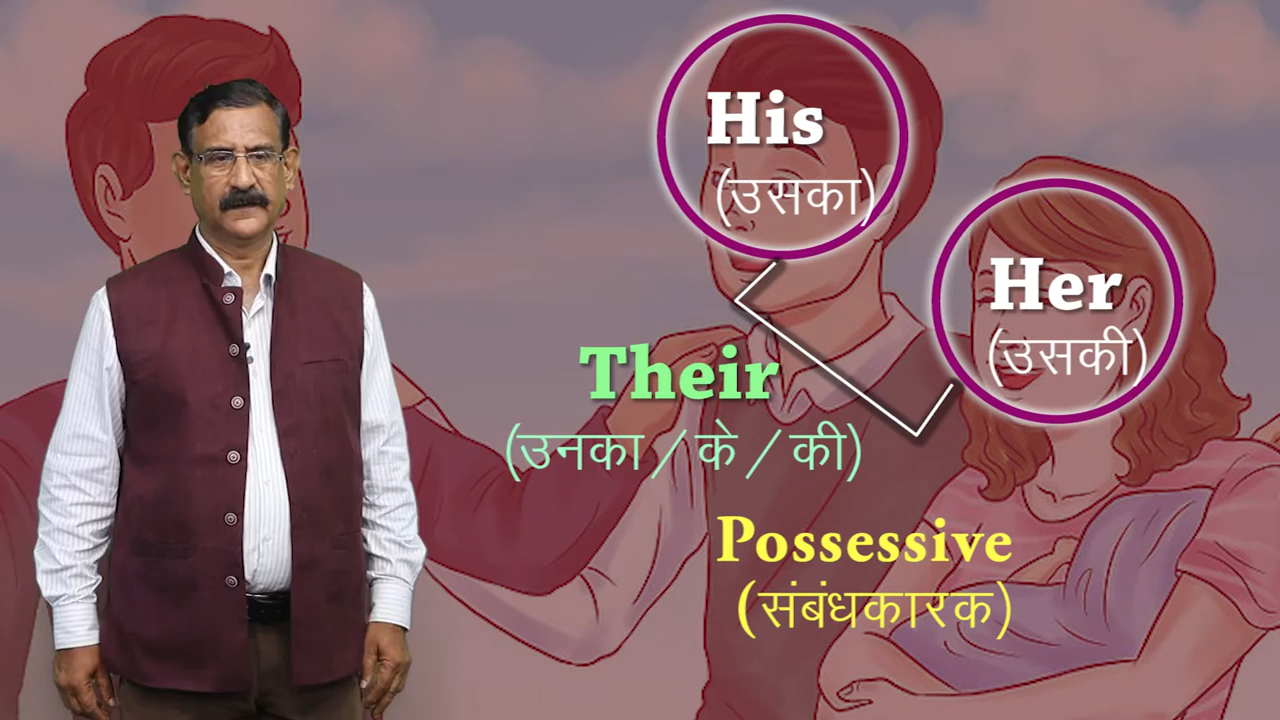 His
(उसका)
Her
(उसकी)
Their
(उनका / के / की)
Possessive
(संबंधकारक)